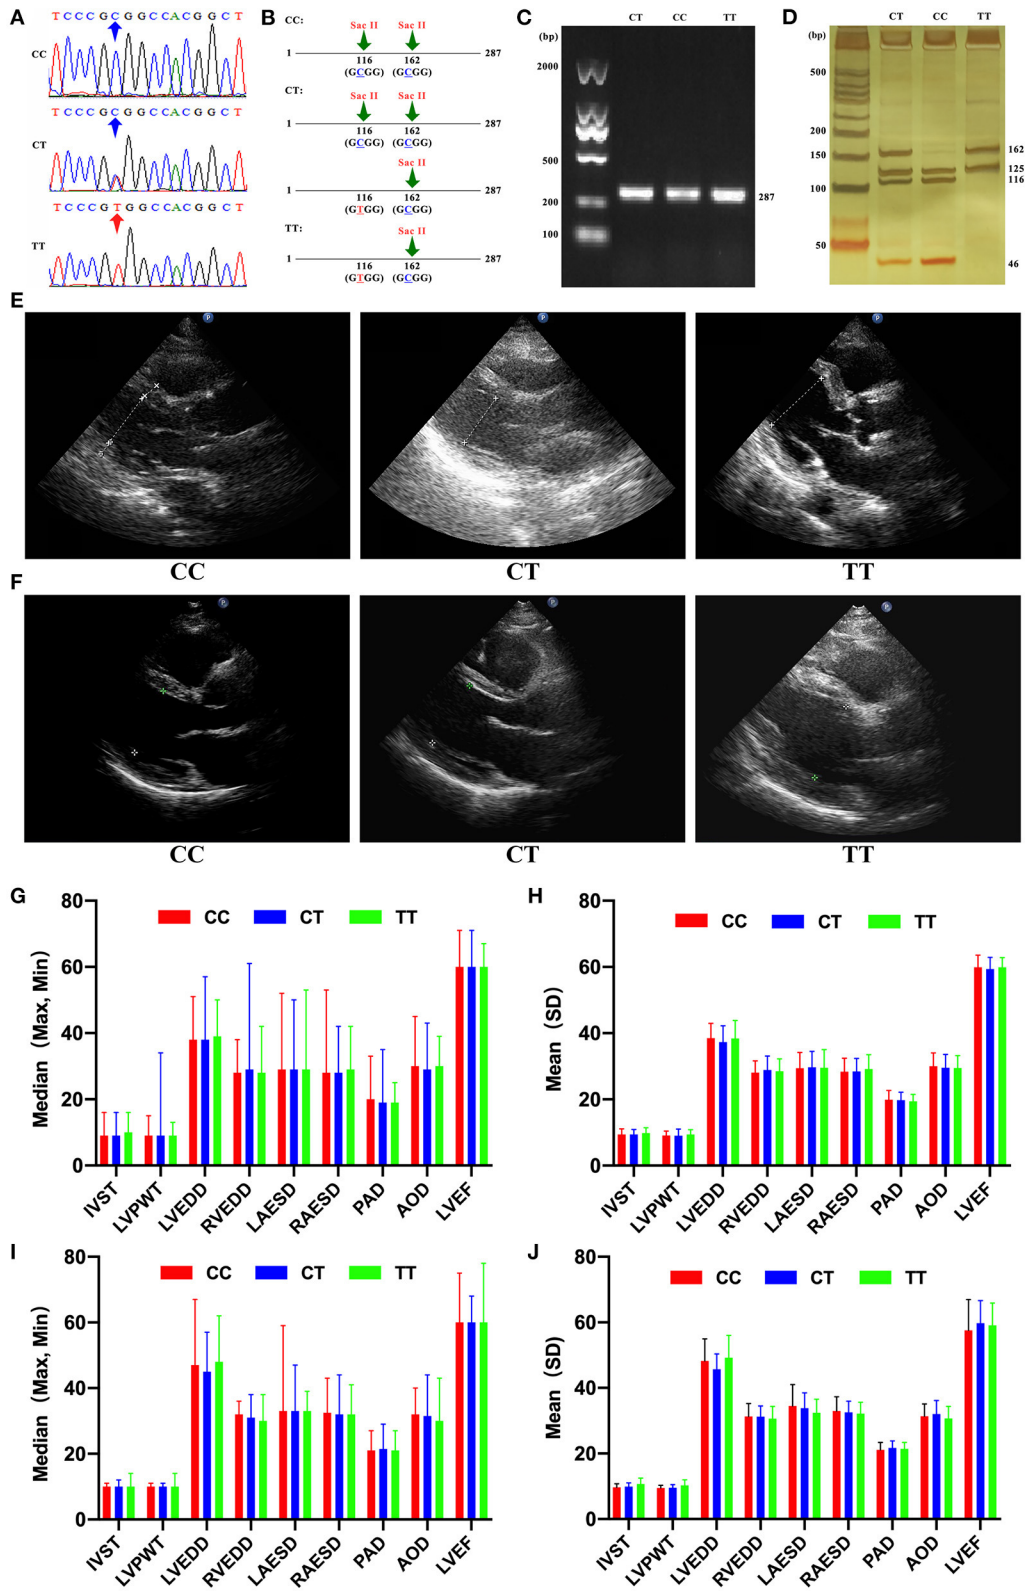 A
T C C C G C G G C C A C G G C T
CC
T C C C G C G G C C A C G G C T
CT
T C C C G T G G C C A C G G C T
TT
B
CC:
Sac II Sac II
1 287
116 162
(GCGG) (GCGG)
CT:
Sac II Sac II
1 287
116 162
(GCGG) (GCGG)
Sac II
1 287
116 162
(GTGG) (GCGG)
TT:
Sac II
1 287
116 162
(GTGG) (GCGG)
C
CT CC TT
(bp)
2000
500
200
100
287
D
CT CC TT
(bp)
500
200
150
100
50
162
125
116
46
E
P P P
CC CT TT
F
P P P
CC CT TT
G
CC CT TT
Median (Max, Min)
80
60
40
20
0
IVST LVPWT LVEDD RVEDD LAESD RAESD PAD AOD LVEF
H
CC CT TT
Mean (SD)
80
60
40
20
0
IVST LVPWT LVEDD RVEDD LAESD RAESD PAD AOD LVEF
I
CC CT TT
Median (Max, Min)
80
60
40
20
0
IVST LVPWT LVEDD RVEDD LAESD RAESD PAD AOD LVEF
J
CC CT TT
Mean (SD)
80
60
40
20
0
IVST LVPWT LVEDD RVEDD LAESD RAESD PAD AOD LVEF